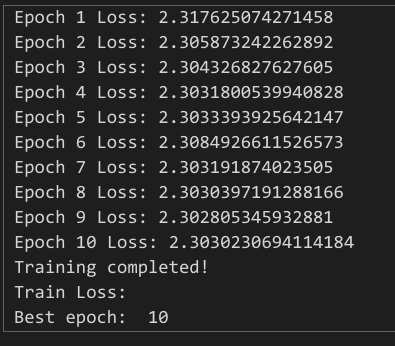 Epoch 1 Loss: 2.317625074271458
Epoch 2 Loss: 2.305873242262892
Epoch 3 Loss: 2.304326827627605
Epoch 4 Loss: 2.3031800539940828
Epoch 5 Loss: 2.3033393925642147
Epoch 6 Loss: 2.3084926611526573
Epoch 7 Loss: 2.303191874023505
Epoch 8 Loss: 2.3030397191288166
Epoch 9 Loss: 2.302805345932881
Epoch 10 Loss: 2.3030230694114184
Training completed!
Train Loss:
Best epoch:  10